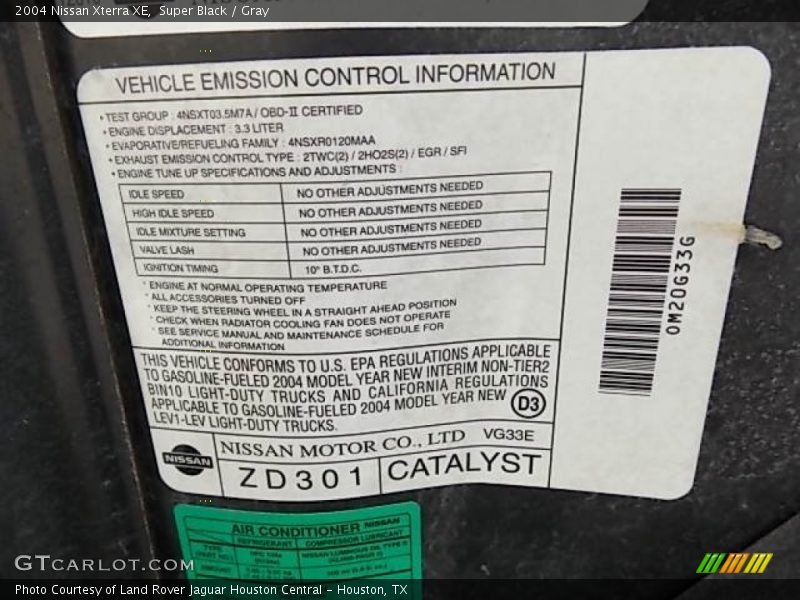 2004 Nissan Xterra XE, Super Black / Gray
VEHICLE EMISSION CONTROL INFORMATION
• TEST GROUP : 4NSXT03.5M7A / OBD-II CERTIFIED
• ENGINE DISPLACEMENT : 3.3 LITER
• EVAPORATIVE/REFUELING FAMILY : 4NSXR0120MAA
• EXHAUST EMISSION CONTROL TYPE : 2TWC(2) / 2HO2S(2) / EGR / SFI
• ENGINE TUNE UP SPECIFICATIONS AND ADJUSTMENTS :
IDLE SPEED NO OTHER ADJUSTMENTS NEEDED
HIGH IDLE SPEED NO OTHER ADJUSTMENTS NEEDED
IDLE MIXTURE SETTING NO OTHER ADJUSTMENTS NEEDED
VALVE LASH NO OTHER ADJUSTMENTS NEEDED
IGNITION TIMING 10° B.T.D.C.
* ENGINE AT NORMAL OPERATING TEMPERATURE
* ALL ACCESSORIES TURNED OFF
* KEEP THE STEERING WHEEL IN A STRAIGHT AHEAD POSITION
* CHECK WHEN RADIATOR COOLING FAN DOES NOT OPERATE
* SEE SERVICE MANUAL AND MAINTENANCE SCHEDULE FOR
ADDITIONAL INFORMATION
THIS VEHICLE CONFORMS TO U.S. EPA REGULATIONS APPLICABLE
TO GASOLINE-FUELED 2004 MODEL YEAR NEW INTERIM NON-TIER2
BIN10 LIGHT-DUTY TRUCKS AND CALIFORNIA REGULATIONS
APPLICABLE TO GASOLINE-FUELED 2004 MODEL YEAR NEW
LEV1-LEV LIGHT-DUTY TRUCKS.
D3
NISSAN
NISSAN MOTOR CO., LTD VG33E
ZD301 CATALYST
0M20G33G
AIR CONDITIONER NISSAN
REFRIGERANT COMPRESSOR LUBRICANT
TYPE
AMOUNT
GTCARLOT.COM
Photo Courtesy of Land Rover Jaguar Houston Central - Houston, TX